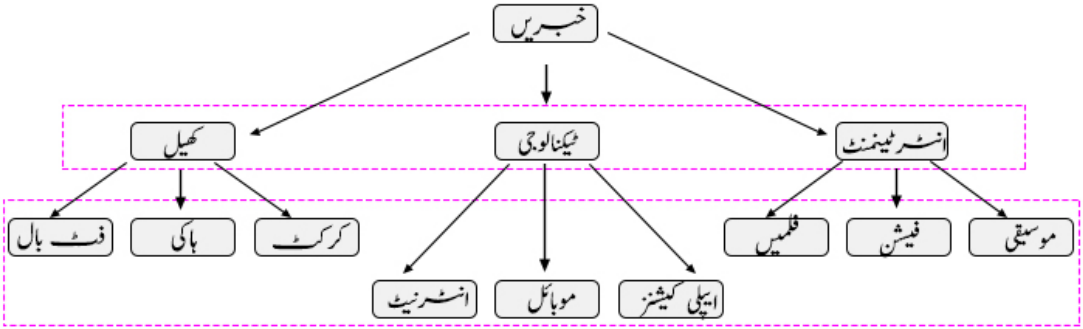 خبریں
انٹرٹینمنٹ
ٹیکنالوجی
کھیل
موسیقی
فیشن
فلمیں
کرکٹ
ہاکی
فٹ بال
ایپلی کیشنز
موبائل
انٹرنیٹ